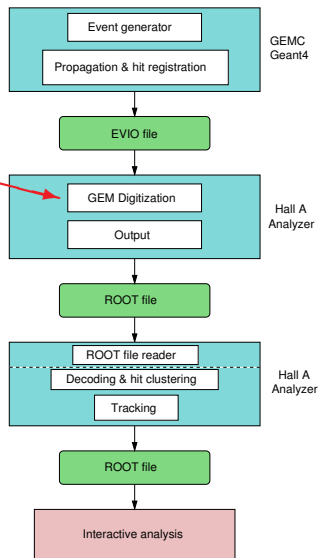 Event generator
GEMC
Geant4
Propagation & hit registration
EVIO file
GEM Digitization
Hall A
Analyzer
Output
ROOT file
ROOT file reader
Decoding & hit clustering
Hall A
Analyzer
Tracking
ROOT file
Interactive analysis